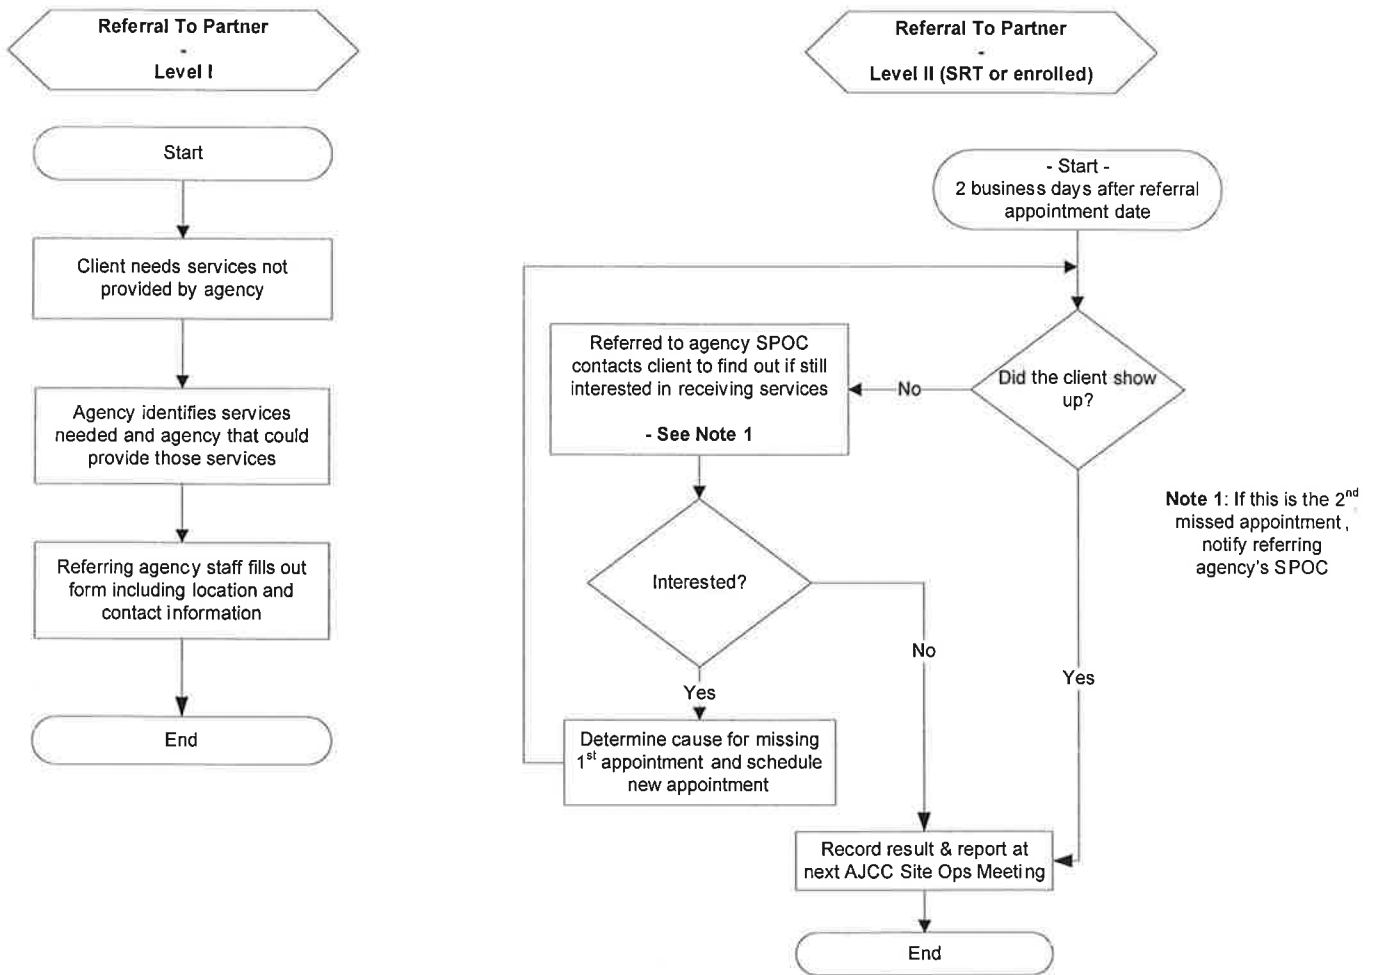 Referral To Partner
-
Level I
Start
Client needs services not
provided by agency
Agency identifies services
needed and agency that could
provide those services
Referring agency staff fills out
form including location and
contact information
End
Referral To Partner
-
Level II (SRT or enrolled)
- Start -
2 business days after referral
appointment date
Did the client show
up?
No
Referred to agency SPOC
contacts client to find out if still
interested in receiving services
- See Note 1
Note 1: If this is the 2nd
missed appointment,
notify referring
agency's SPOC
Interested?
No
Yes
Yes
Determine cause for missing
1st appointment and schedule
new appointment
Record result & report at
next AJCC Site Ops Meeting
End